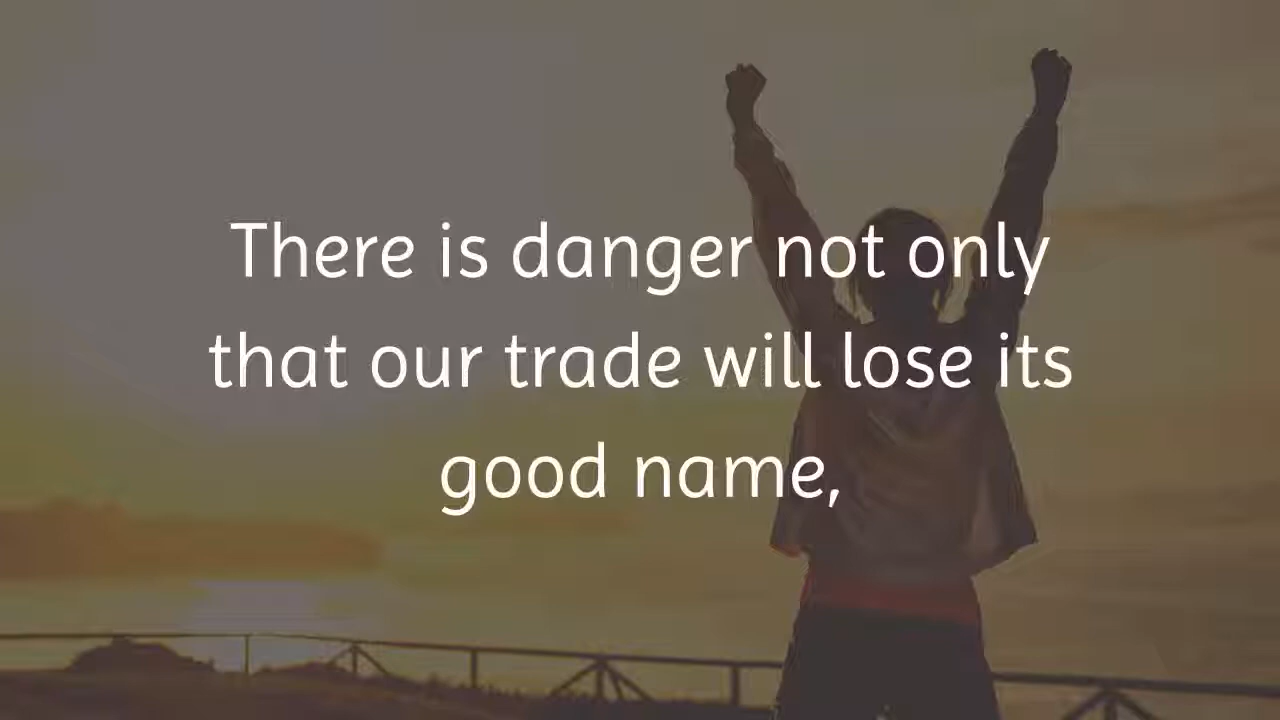 There is danger not only
that our trade will lose its
good name,